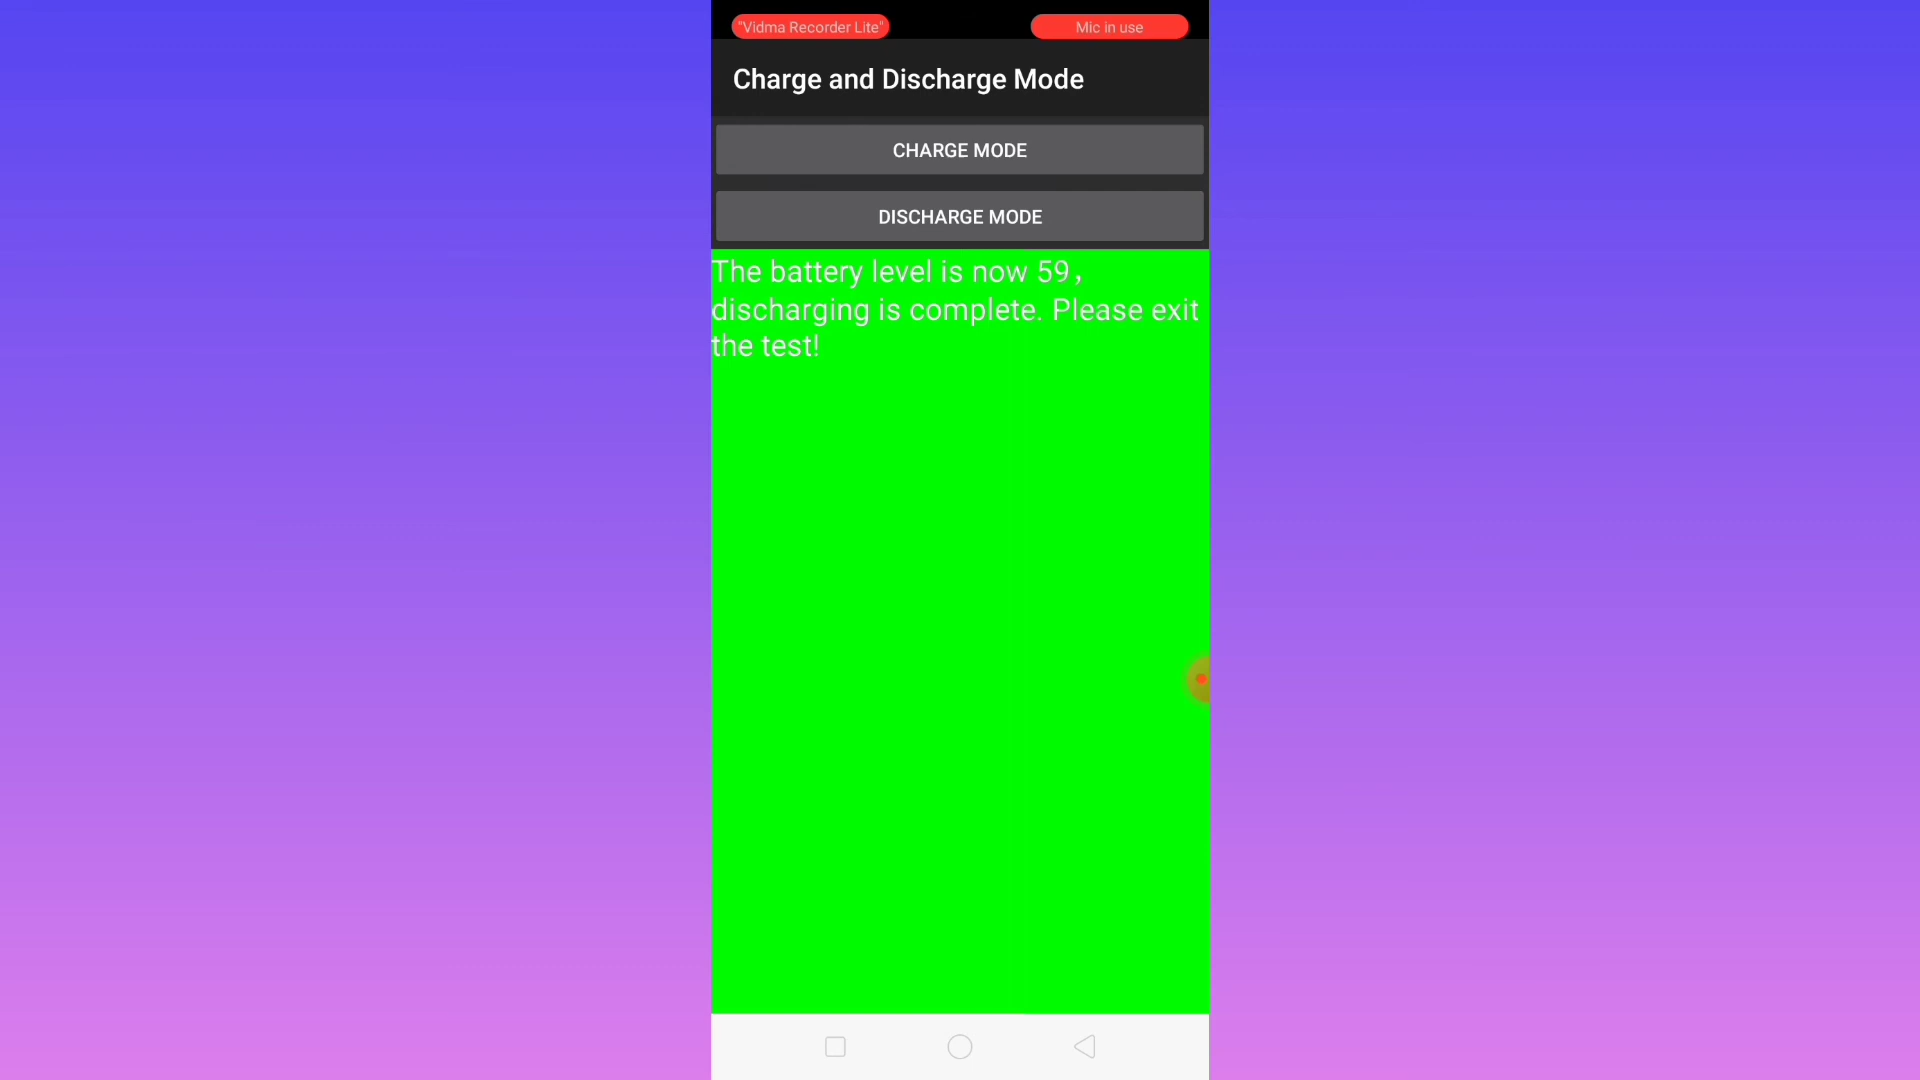 "Vidma Recorder Lite"
Mic in use
Charge and Discharge Mode
CHARGE MODE
DISCHARGE MODE
The battery level is now 59，
discharging is complete. Please exit
the test!